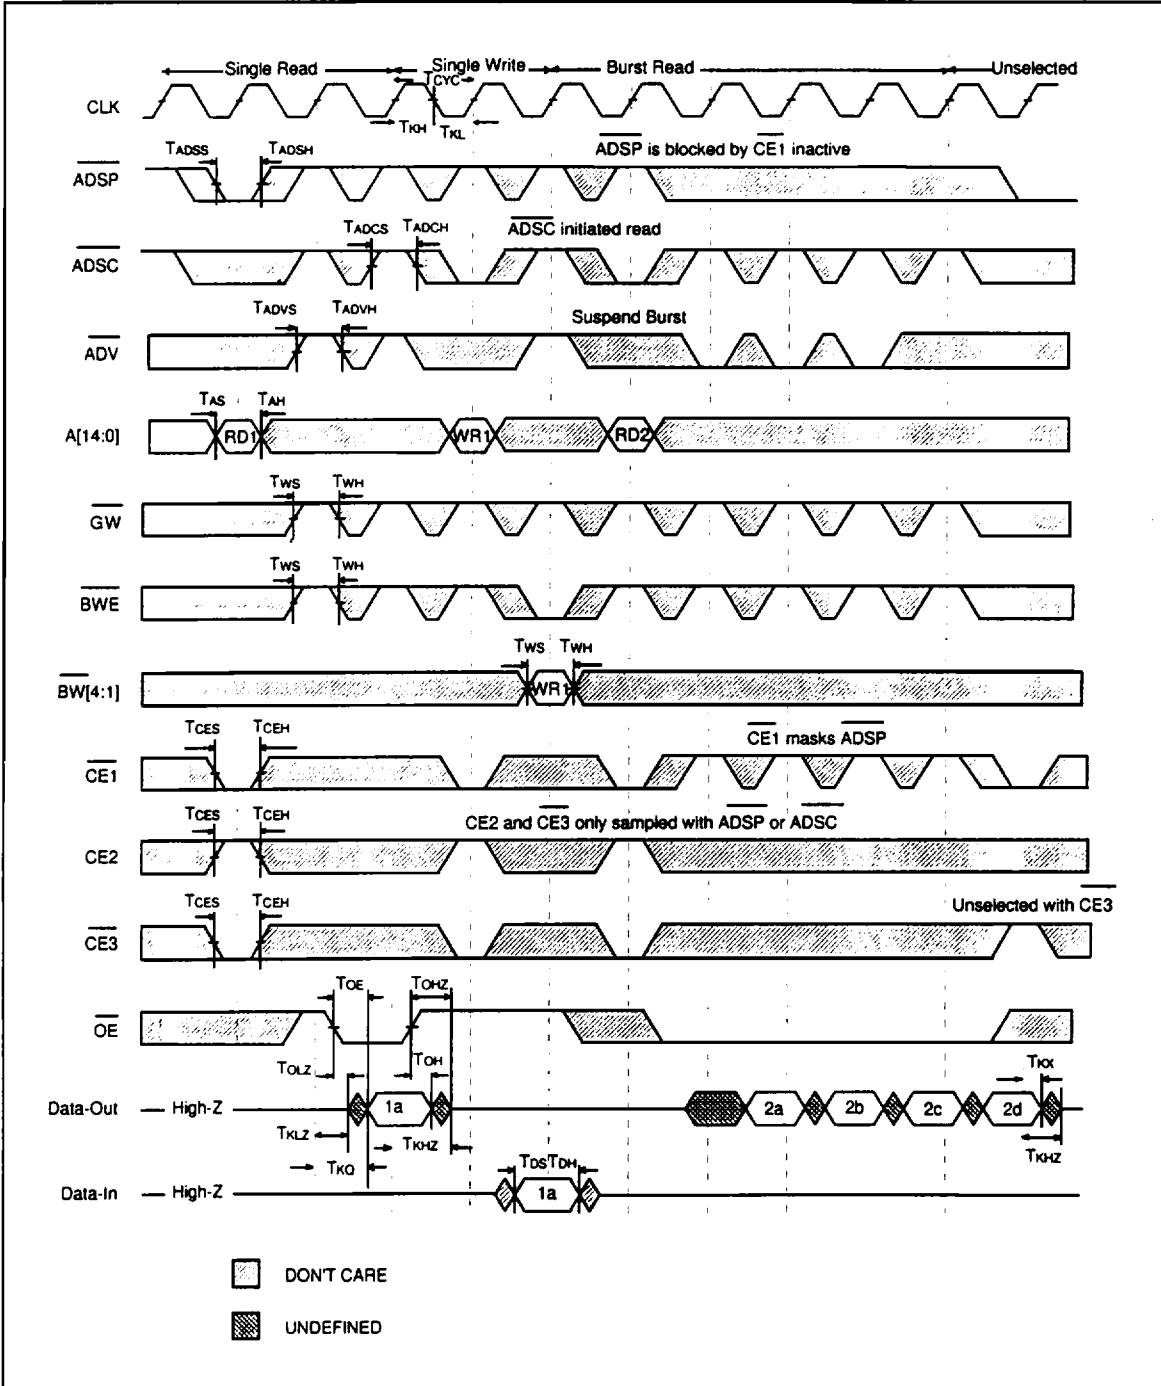 Single Read Single Write Burst Read Unselected
TCYC
CLK
TKH TKL
TADSS TADSH ADSP is blocked by CE1 inactive
ADSP
TADCS TADCH ADSC initiated read
ADSC
TADVS TADVH Suspend Burst
ADV
TAS TAH
A[14:0] RD1 WR1 RD2
TWS TWH
GW
TWS TWH
BWE
TWS TWH
BW[4:1] WR1
TCES TCEH CE1 masks ADSP
CE1
TCES TCEH CE2 and CE3 only sampled with ADSP or ADSC
CE2
TCES TCEH Unselected with CE3
CE3
TOE TOHZ
OE
TOLZ TOH TKX
Data-Out High-Z 1a 2a 2b 2c 2d
TKLZ TKHZ TKHZ
TKQ TDS TDH
Data-In High-Z 1a
DON'T CARE
UNDEFINED